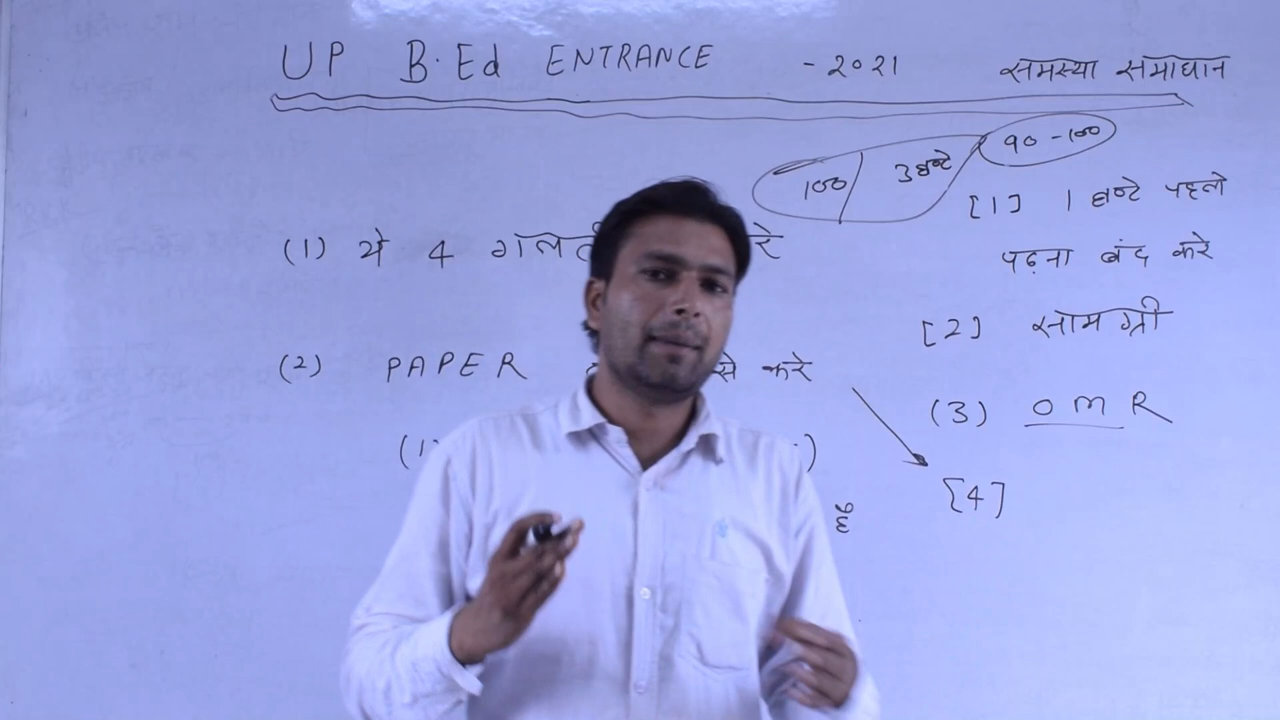 UP B.Ed ENTRANCE - 2021 समस्या समाधान
100 / 3 घण्टे 90 - 100
[1] 1 घण्टे पहले
पढ़ना बंद करे
(1) ये 4
[2] सामग्री
(2) PAPER से करे
(3) OMR
[4]
है